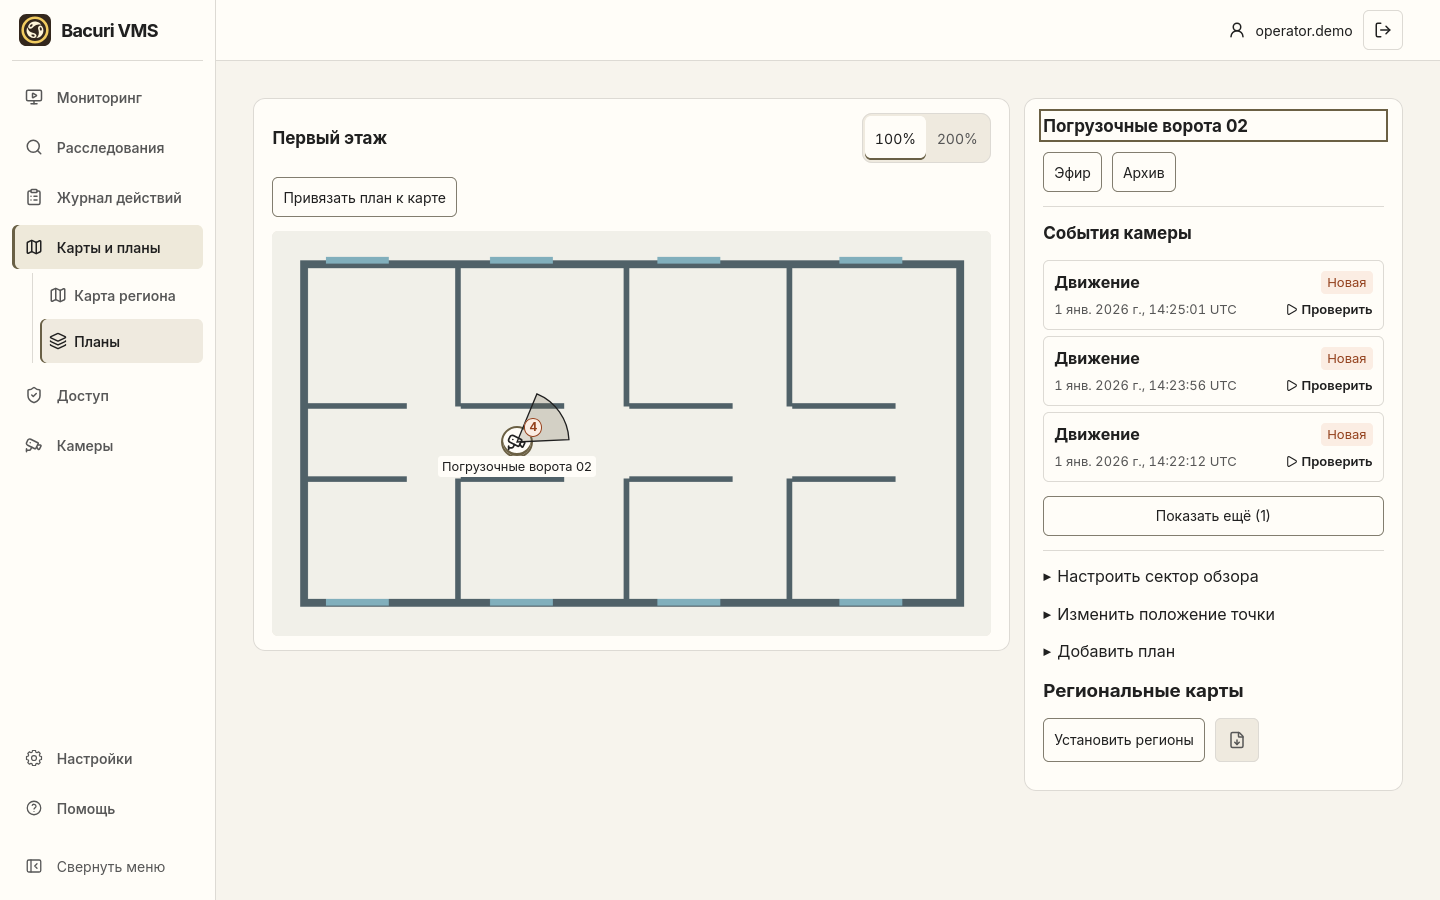 Bacuri VMS
operator.demo
Мониторинг
Расследования
Журнал действий
Карты и планы
Карта региона
Планы
Доступ
Камеры
Настройки
Помощь
Свернуть меню
Первый этаж
100% 200%
Привязать план к карте
4
Погрузочные ворота 02
Погрузочные ворота 02
Эфир Архив
События камеры
Движение Новая
1 янв. 2026 г., 14:25:01 UTC Проверить
Движение Новая
1 янв. 2026 г., 14:23:56 UTC Проверить
Движение Новая
1 янв. 2026 г., 14:22:12 UTC Проверить
Показать ещё (1)
Настроить сектор обзора
Изменить положение точки
Добавить план
Региональные карты
Установить регионы